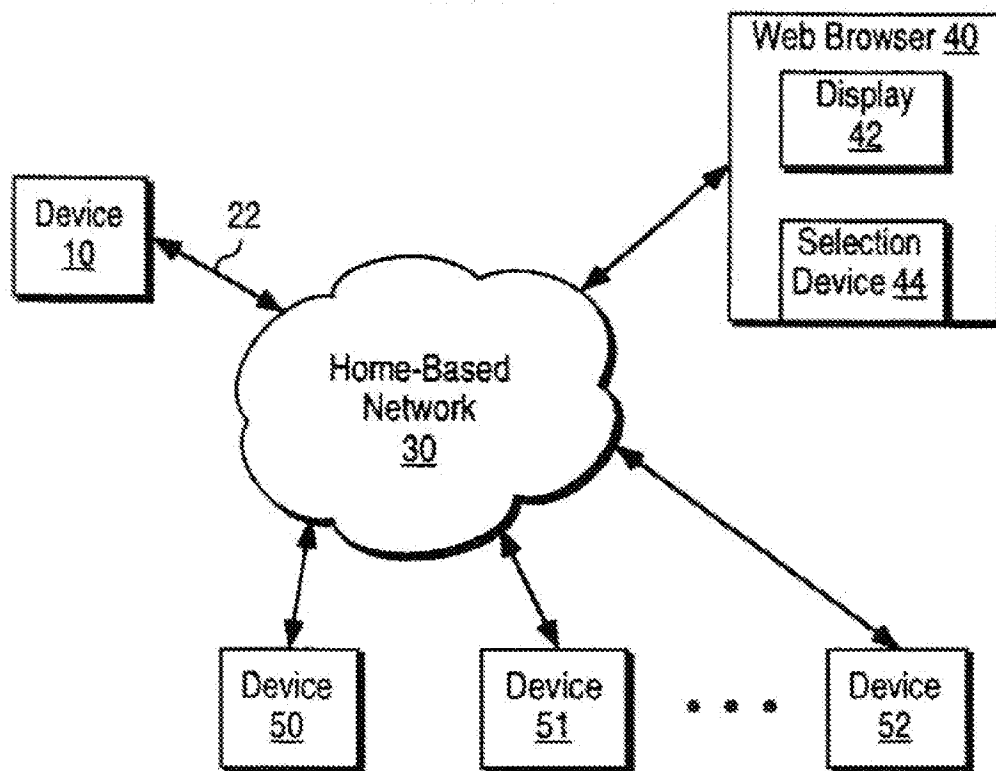 Web Browser 40
Display
42
Selection
Device 44
Device
10
22
Home-Based
Network
30
Device
50
Device
51
Device
52